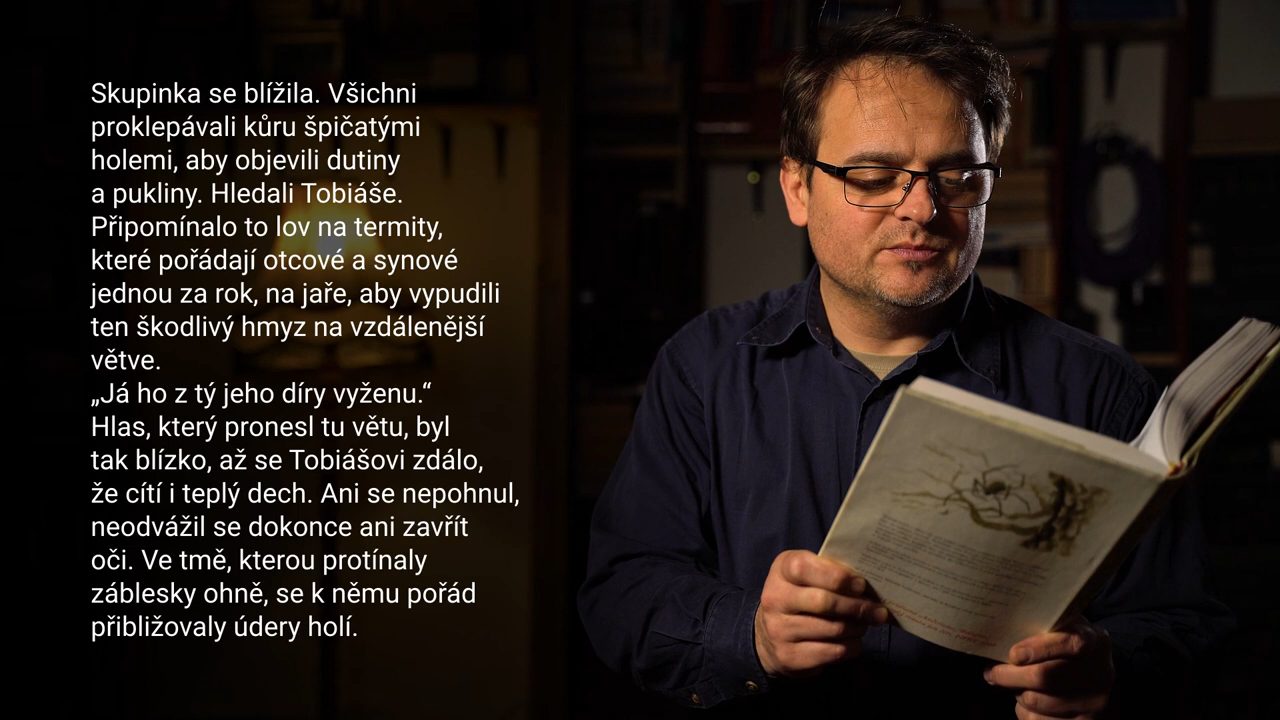 Skupinka se blížila. Všichni
proklepávali kůru špičatými
holemi, aby objevili dutiny
a pukliny. Hledali Tobiáše.
Připomínalo to lov na termity,
které pořádají otcové a synové
jednou za rok, na jaře, aby vypudili
ten škodlivý hmyz na vzdálenější
větve.
„Já ho z tý jeho díry vyženu.“
Hlas, který pronesl tu větu, byl
tak blízko, až se Tobiášovi zdálo,
že cítí i teplý dech. Ani se nepohnul,
neodvážil se dokonce ani zavřít
oči. Ve tmě, kterou protínaly
záblesky ohně, se k němu pořád
přibližovaly údery holí.